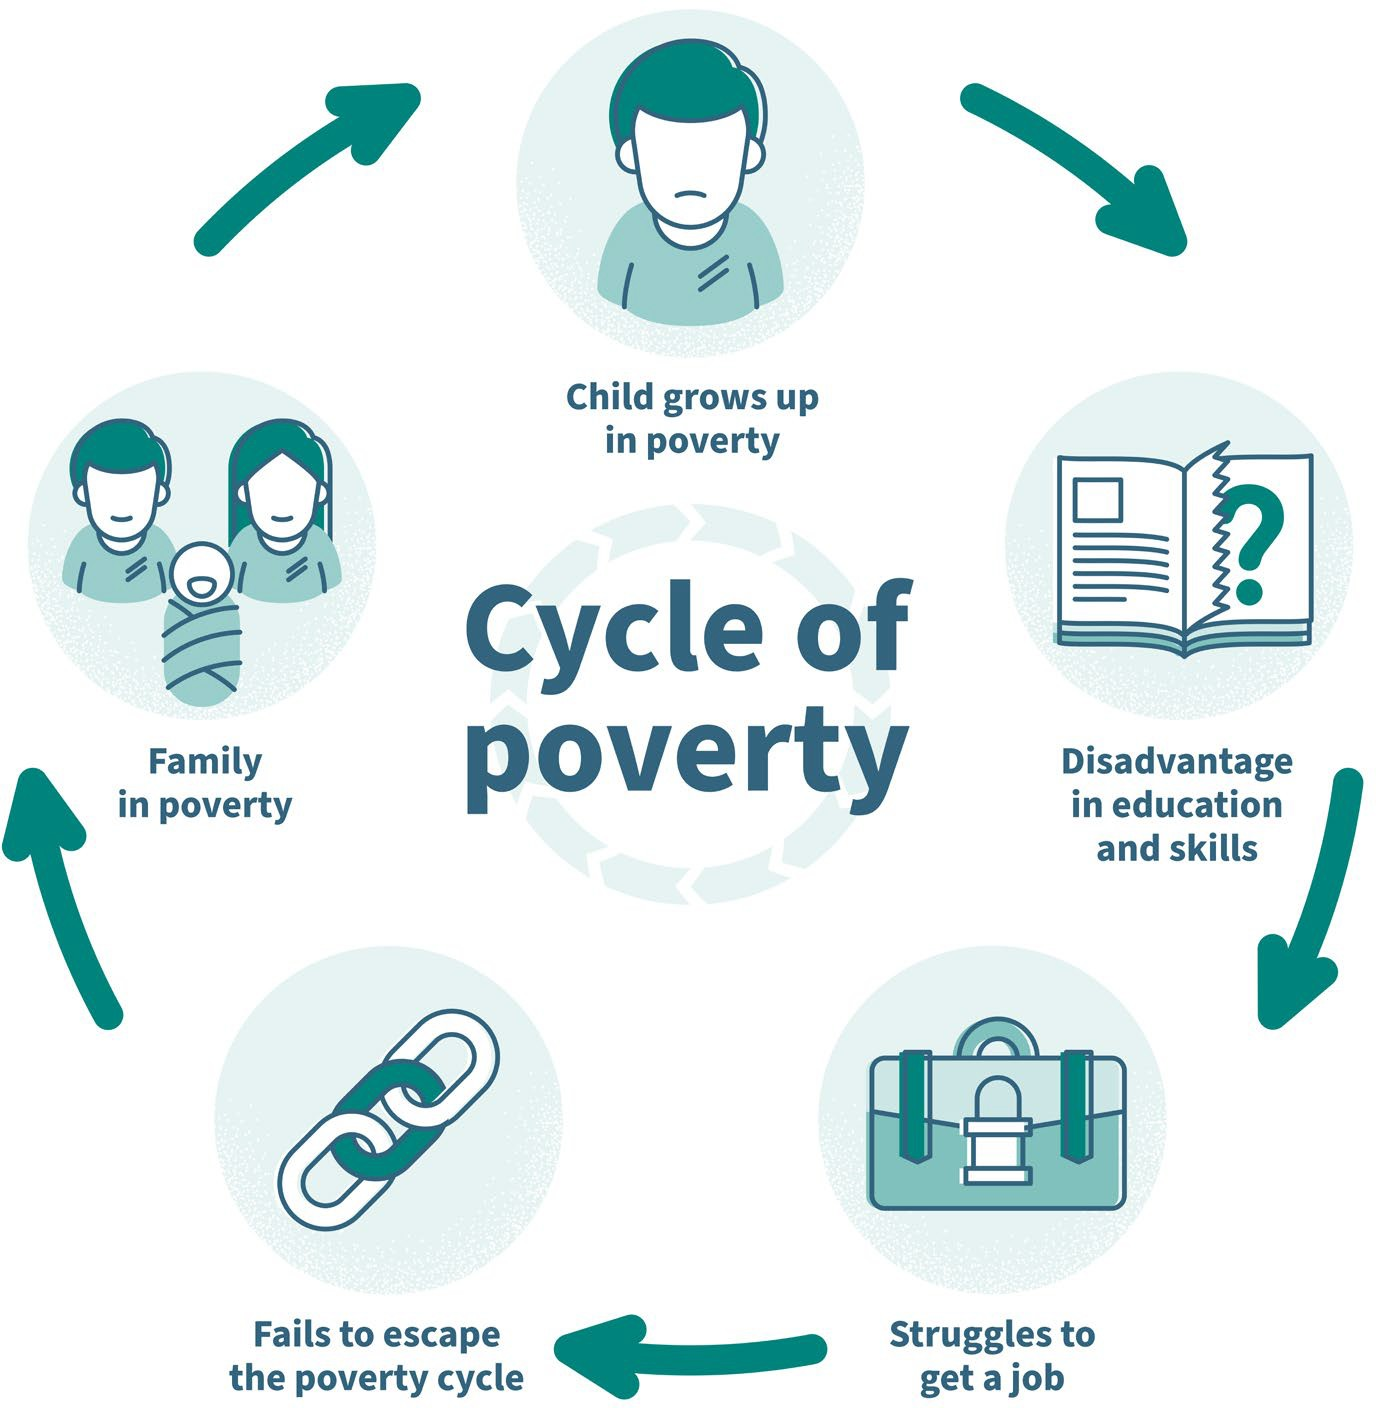 Child grows up
in poverty
Cycle of
poverty
Family
in poverty
Disadvantage
in education
and skills
Fails to escape
the poverty cycle
Struggles to
get a job